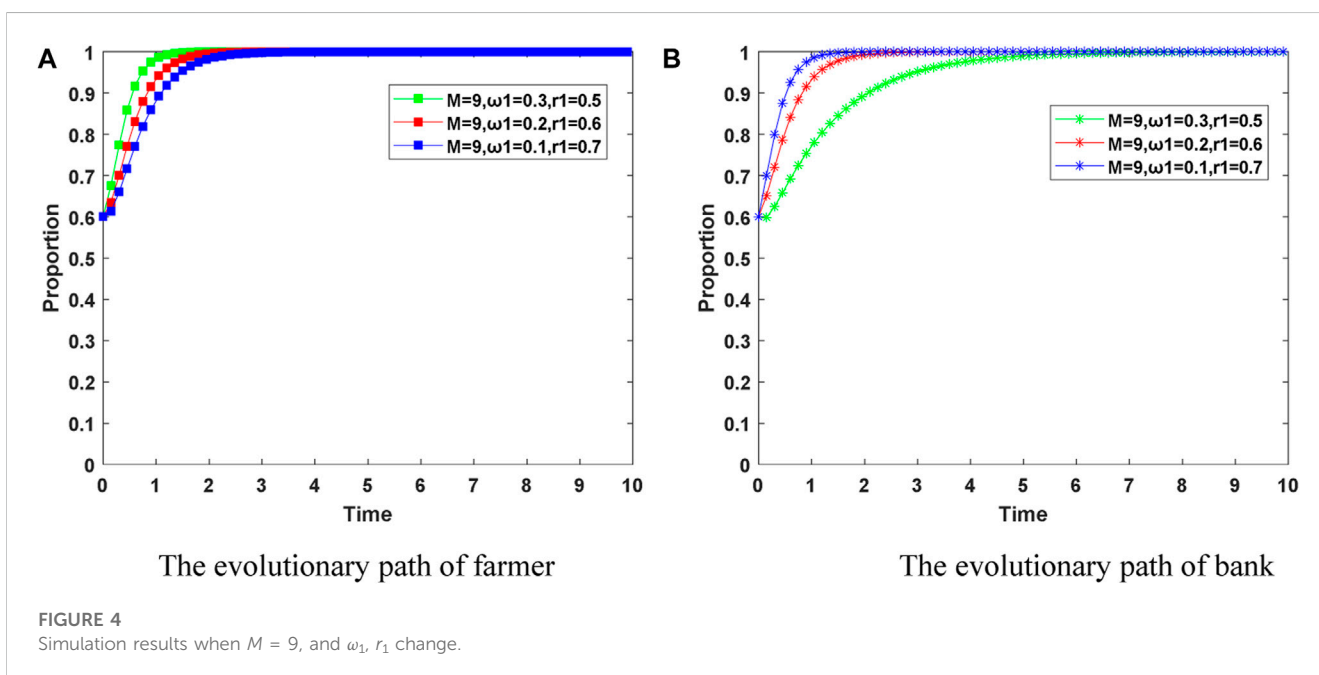 A
1
0.9
0.8
0.7
0.6
0.5
0.4
0.3
0.2
0.1
0
Proportion
M=9,ω1=0.3,r1=0.5
M=9,ω1=0.2,r1=0.6
M=9,ω1=0.1,r1=0.7
0 1 2 3 4 5 6 7 8 9 10
Time
The evolutionary path of farmer
B
1
0.9
0.8
0.7
0.6
0.5
0.4
0.3
0.2
0.1
0
Proportion
M=9,ω1=0.3,r1=0.5
M=9,ω1=0.2,r1=0.6
M=9,ω1=0.1,r1=0.7
0 1 2 3 4 5 6 7 8 9 10
Time
The evolutionary path of bank
FIGURE 4
Simulation results when M = 9, and ω₁, r₁ change.